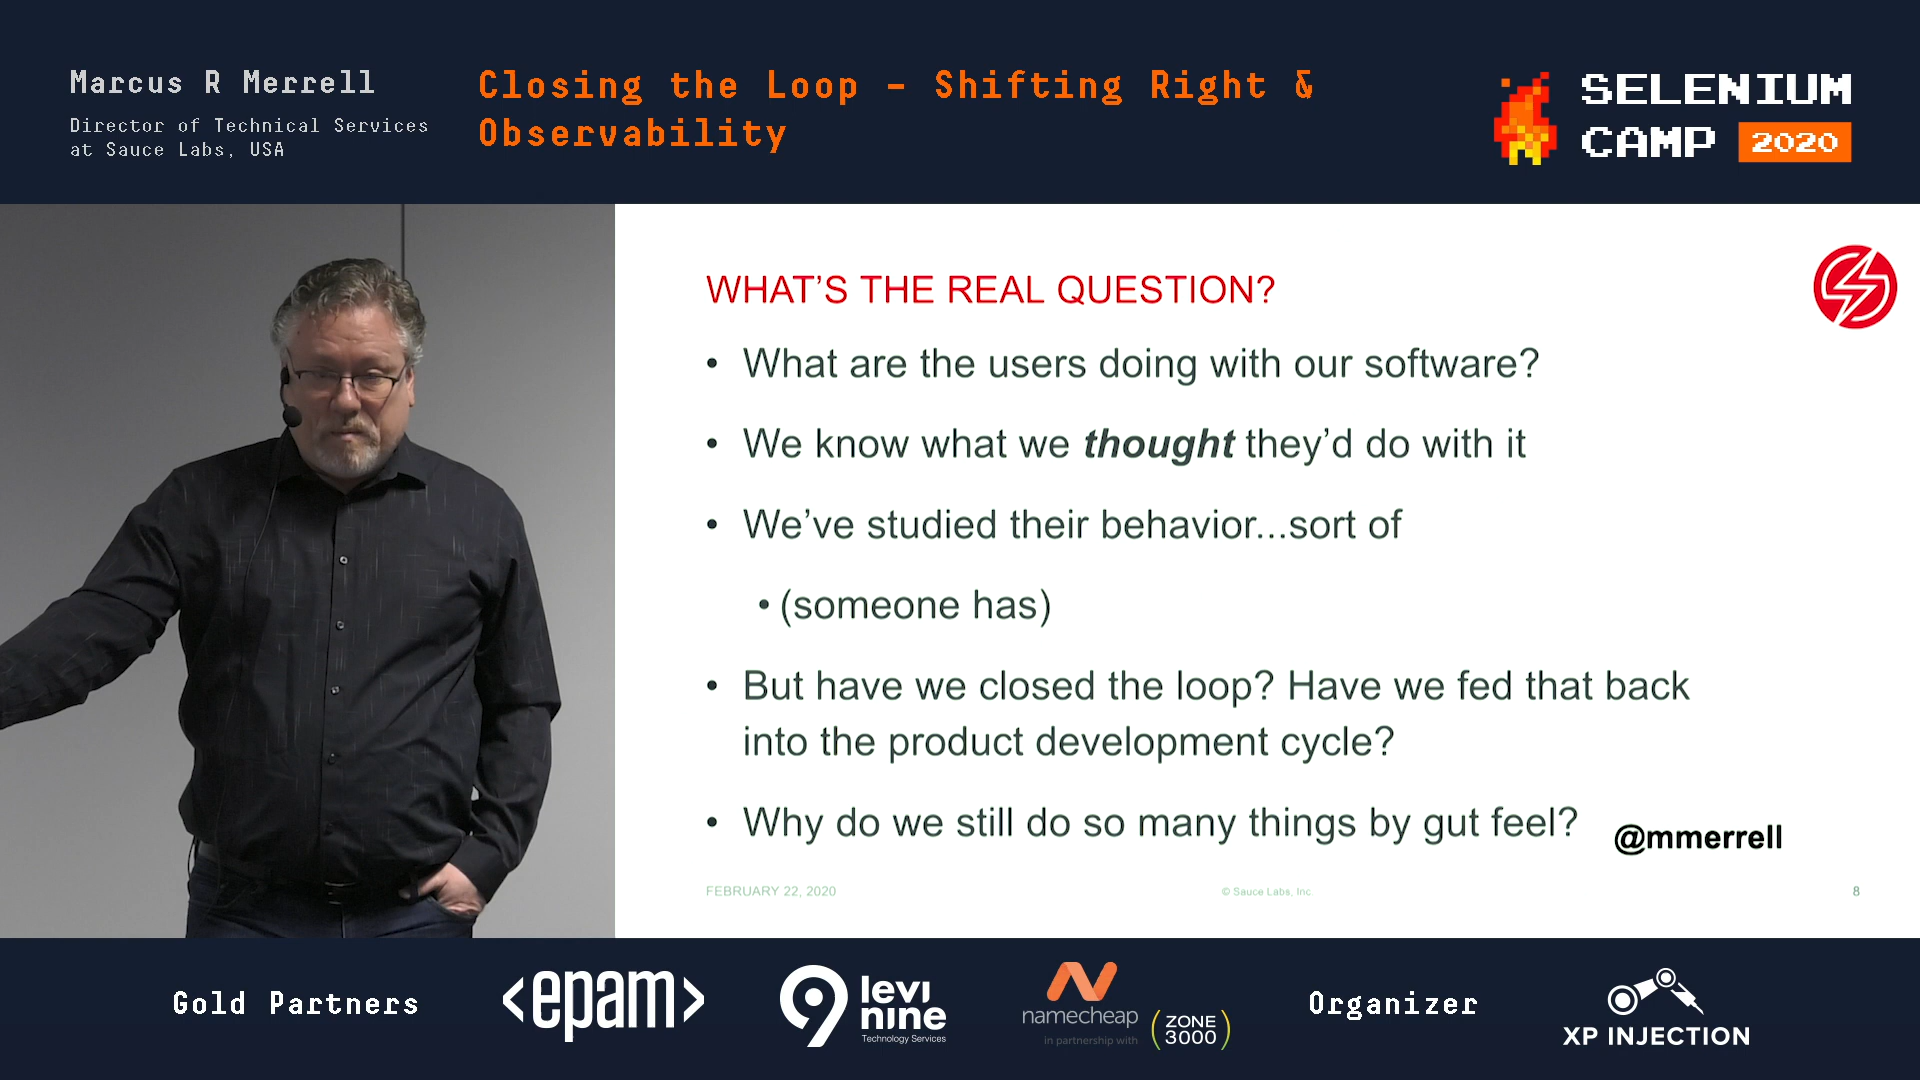 Marcus R Merrell
Director of Technical Services
at Sauce Labs, USA
Closing the Loop – Shifting Right &
Observability
SELENIUM
CAMP 2020
WHAT’S THE REAL QUESTION?
• What are the users doing with our software?
• We know what we thought they’d do with it
• We’ve studied their behavior...sort of
• (someone has)
• But have we closed the loop? Have we fed that back
into the product development cycle?
• Why do we still do so many things by gut feel?
@mmerrell
FEBRUARY 22, 2020
© Sauce Labs, Inc.
8
Gold Partners
<epam>
9 levi
nine
Technology Services
namecheap
in partnership with
(ZONE
3000)
Organizer
XP INJECTION